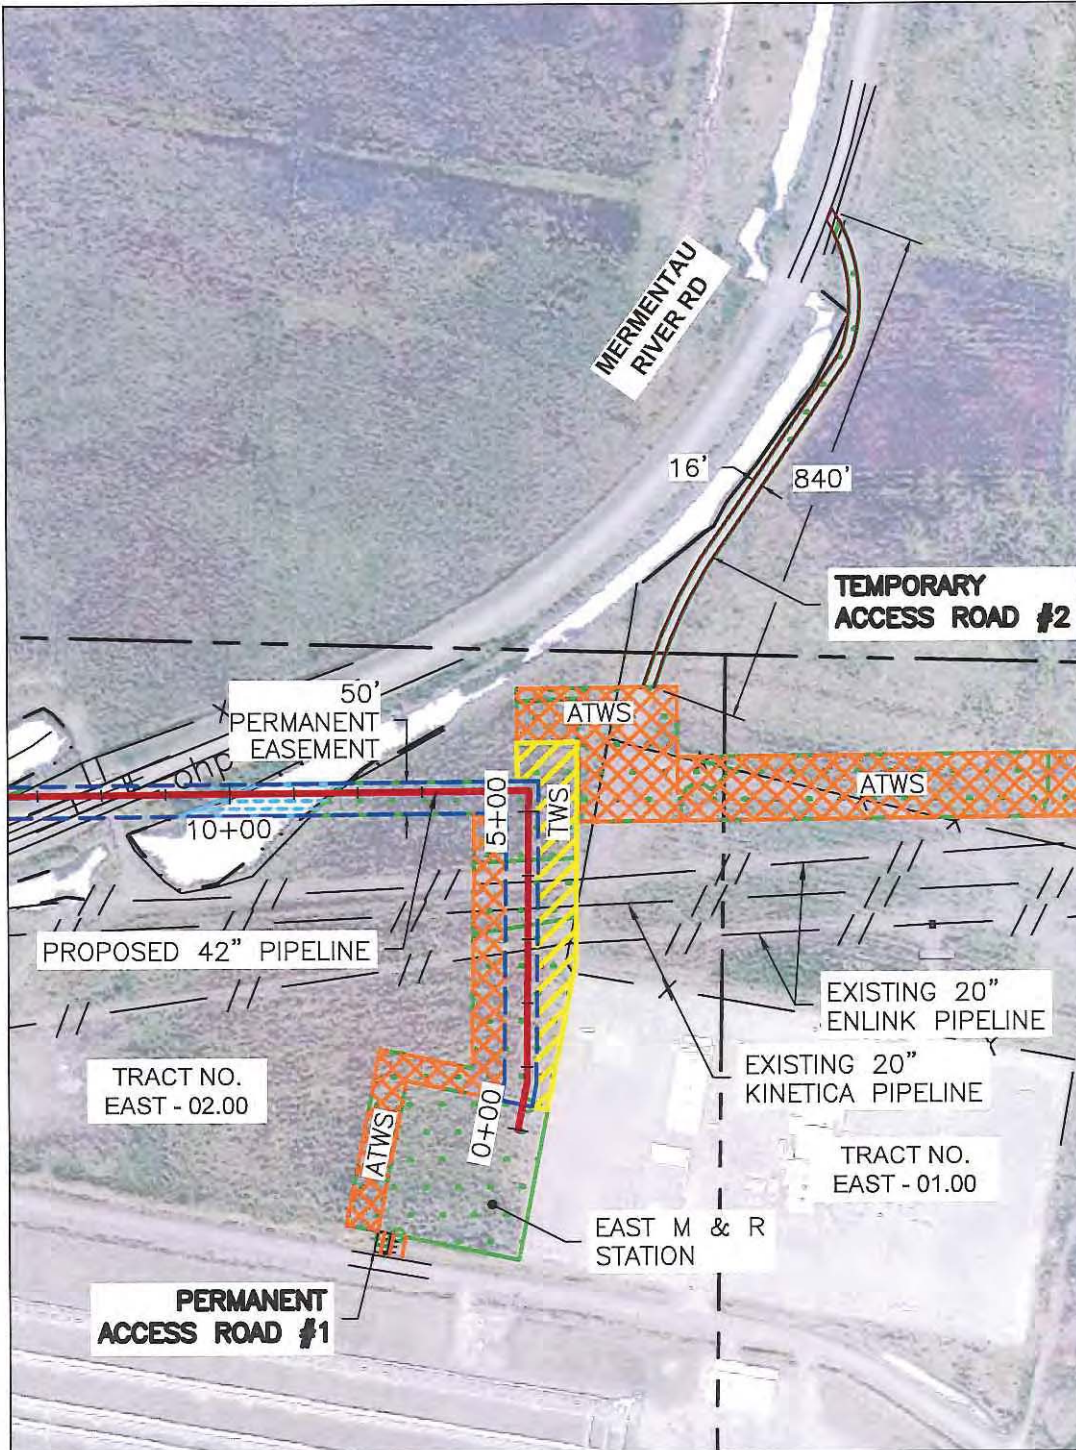 MERMENTAU
RIVER RD
16'
840'
TEMPORARY
ACCESS ROAD #2
50'
PERMANENT
EASEMENT
ATWS
ATWS
ohp
TWS
5+00
10+00
PROPOSED 42" PIPELINE
EXISTING 20"
ENLINK PIPELINE
EXISTING 20"
KINETICA PIPELINE
TRACT NO.
EAST - 02.00
ATWS
0+00
TRACT NO.
EAST - 01.00
EAST M & R
STATION
PERMANENT
ACCESS ROAD #1